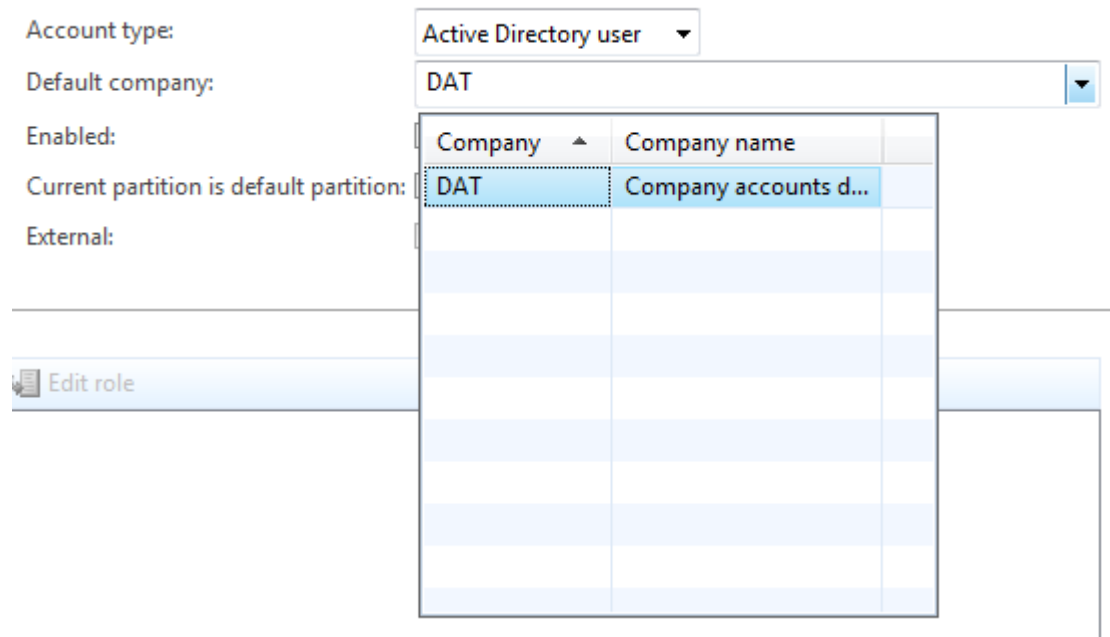 Account type: Active Directory user
Default company: DAT
Enabled:
Company Company name
Current partition is default partition: DAT Company accounts d...
External:
Edit role